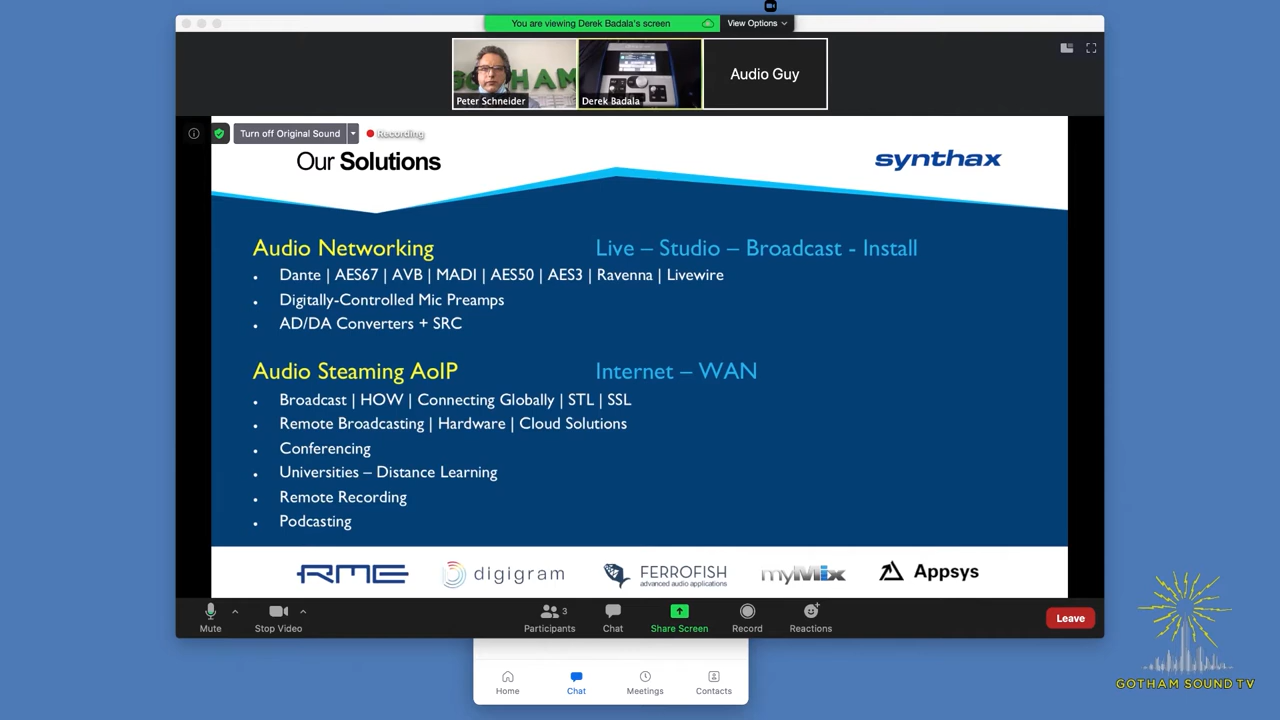 You are viewing Derek Badala's screen
View Options
GOTHAM
Peter Schneider
Derek Badala
Audio Guy
Turn off Original Sound
Recording
Our Solutions
synthax
Audio Networking
Live – Studio – Broadcast - Install
• Dante | AES67 | AVB | MADI | AES50 | AES3 | Ravenna | Livewire
• Digitally-Controlled Mic Preamps
• AD/DA Converters + SRC
Audio Steaming AoIP
Internet – WAN
• Broadcast | HOW | Connecting Globally | STL | SSL
• Remote Broadcasting | Hardware | Cloud Solutions
• Conferencing
• Universities – Distance Learning
• Remote Recording
• Podcasting
RME
digigram
FERROFISH
advanced audio applications
myMix
Appsys
Mute
Stop Video
Participants
3
Chat
Share Screen
Record
Reactions
Leave
Home
Chat
Meetings
Contacts
GOTHAM SOUND TV